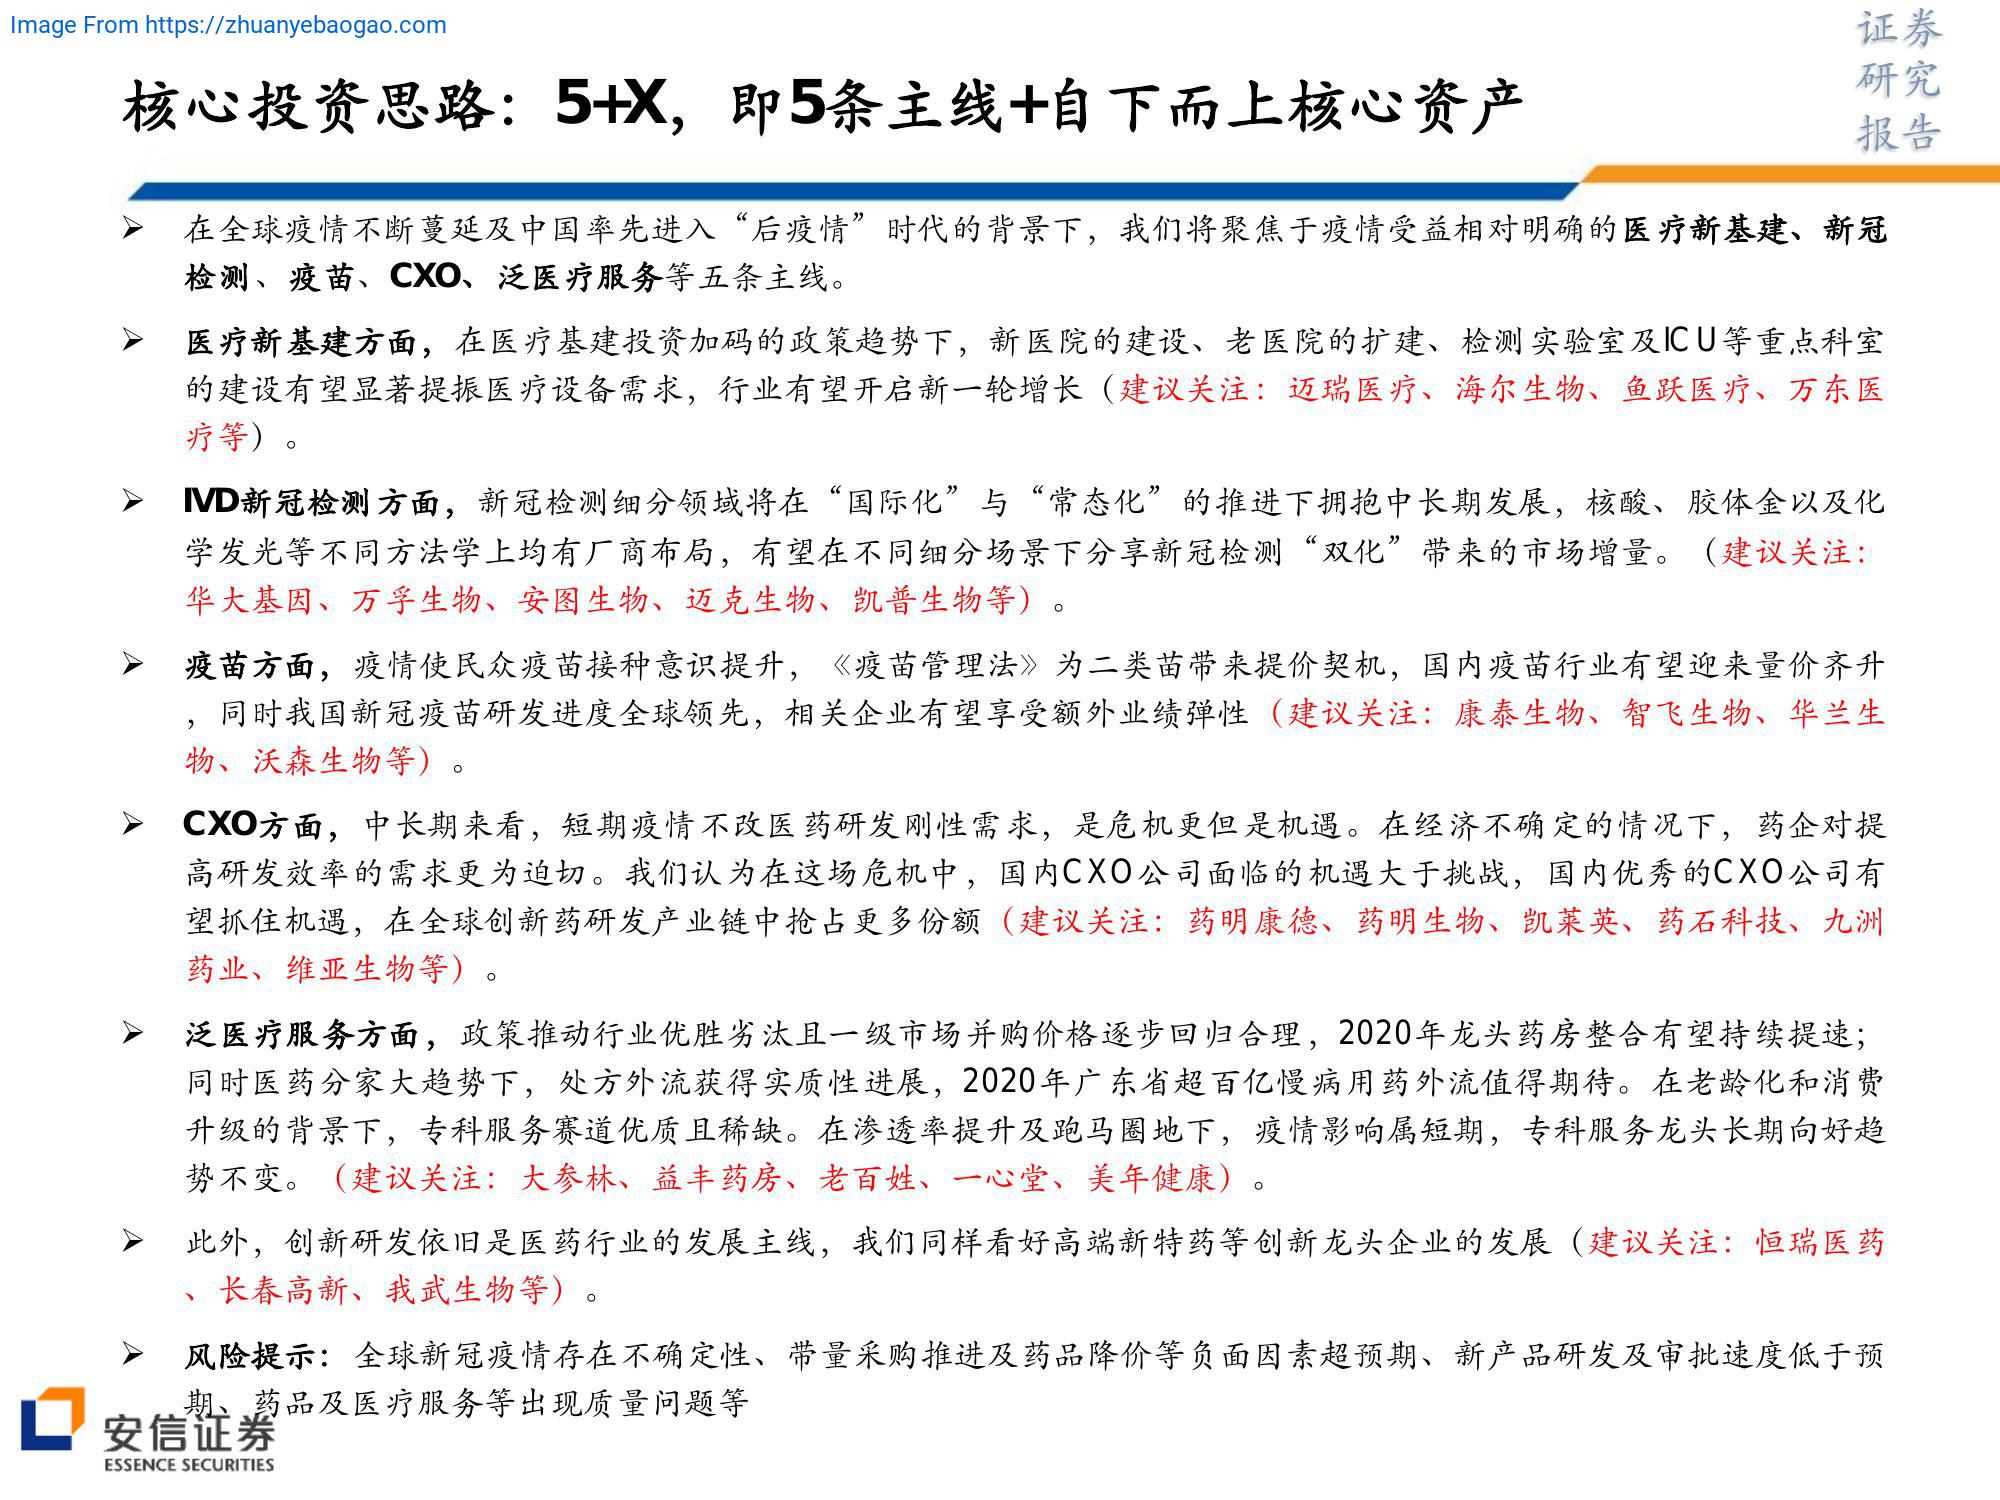 Image From https://zhuanyebaogao.com
证券
研究
报告
核心投资思路：5+X，即5条主线+自下而上核心资产
➢ 在全球疫情不断蔓延及中国率先进入“后疫情”时代的背景下，我们将聚焦于疫情受益相对明确的医疗新基建、新冠
检测、疫苗、CXO、泛医疗服务等五条主线。
➢ 医疗新基建方面，在医疗基建投资加码的政策趋势下，新医院的建设、老医院的扩建、检测实验室及ICU等重点科室
的建设有望显著提振医疗设备需求，行业有望开启新一轮增长（建议关注：迈瑞医疗、海尔生物、鱼跃医疗、万东医
疗等）。
➢ IVD新冠检测方面，新冠检测细分领域将在“国际化”与“常态化”的推进下拥抱中长期发展，核酸、胶体金以及化
学发光等不同方法学上均有厂商布局，有望在不同细分场景下分享新冠检测“双化”带来的市场增量。（建议关注：
华大基因、万孚生物、安图生物、迈克生物、凯普生物等）。
➢ 疫苗方面，疫情使民众疫苗接种意识提升，《疫苗管理法》为二类苗带来提价契机，国内疫苗行业有望迎来量价齐升
，同时我国新冠疫苗研发进度全球领先，相关企业有望享受额外业绩弹性（建议关注：康泰生物、智飞生物、华兰生
物、沃森生物等）。
➢ CXO方面，中长期来看，短期疫情不改医药研发刚性需求，是危机更但是机遇。在经济不确定的情况下，药企对提
高研发效率的需求更为迫切。我们认为在这场危机中，国内CXO公司面临的机遇大于挑战，国内优秀的CXO公司有
望抓住机遇，在全球创新药研发产业链中抢占更多份额（建议关注：药明康德、药明生物、凯莱英、药石科技、九洲
药业、维亚生物等）。
➢ 泛医疗服务方面，政策推动行业优胜劣汰且一级市场并购价格逐步回归合理，2020年龙头药房整合有望持续提速；
同时医药分家大趋势下，处方外流获得实质性进展，2020年广东省超百亿慢病用药外流值得期待。在老龄化和消费
升级的背景下，专科服务赛道优质且稀缺。在渗透率提升及跑马圈地下，疫情影响属短期，专科服务龙头长期向好趋
势不变。（建议关注：大参林、益丰药房、老百姓、一心堂、美年健康）。
➢ 此外，创新研发依旧是医药行业的发展主线，我们同样看好高端新特药等创新龙头企业的发展（建议关注：恒瑞医药
、长春高新、我武生物等）。
➢ 风险提示：全球新冠疫情存在不确定性、带量采购推进及药品降价等负面因素超预期、新产品研发及审批速度低于预
期、药品及医疗服务等出现质量问题等
安信证券
ESSENCE SECURITIES